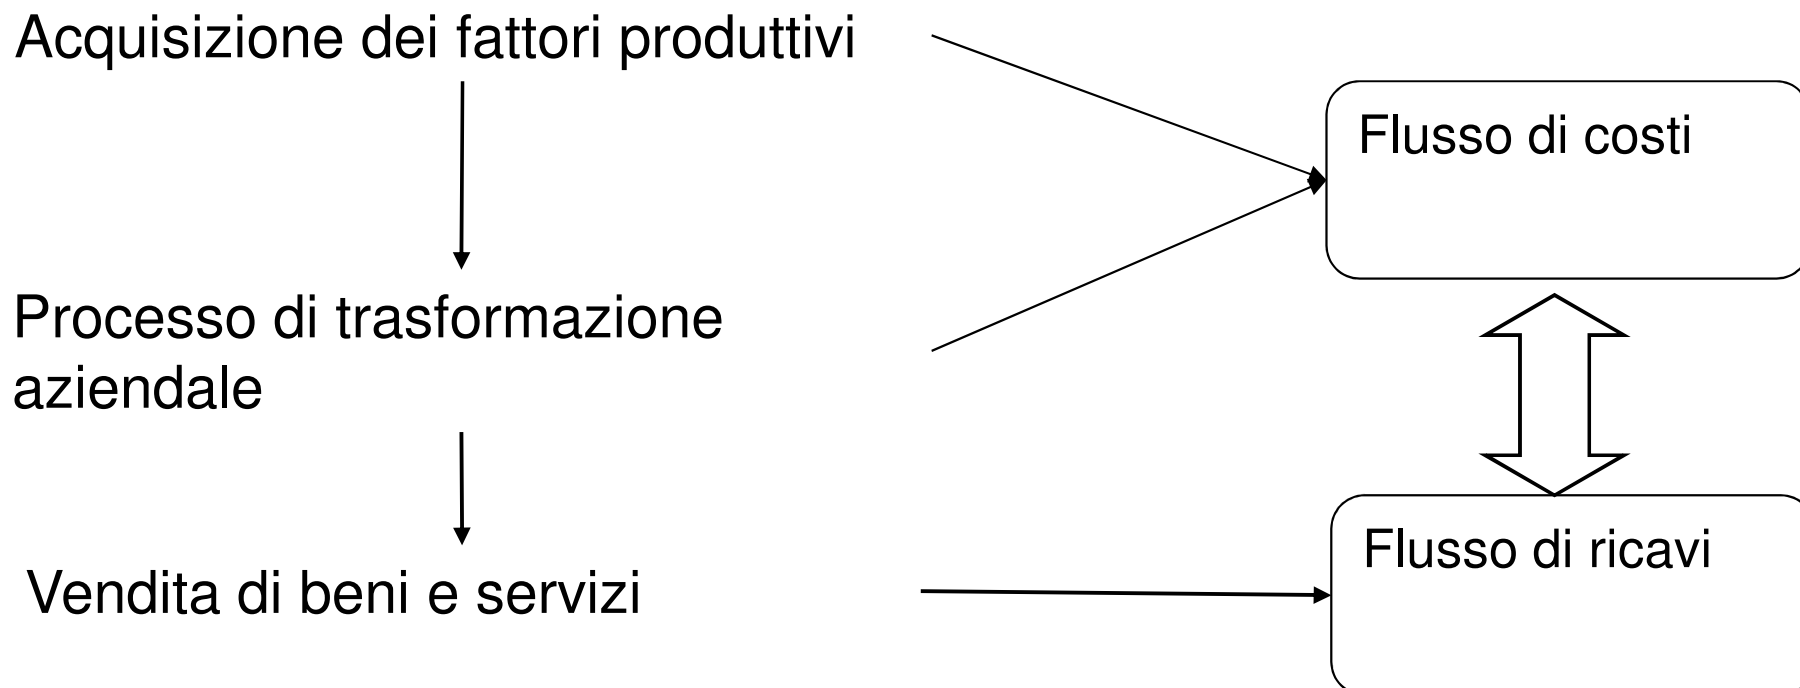 Acquisizione dei fattori produttivi
Flusso di costi
Processo di trasformazione
aziendale
Flusso di ricavi
Vendita di beni e servizi